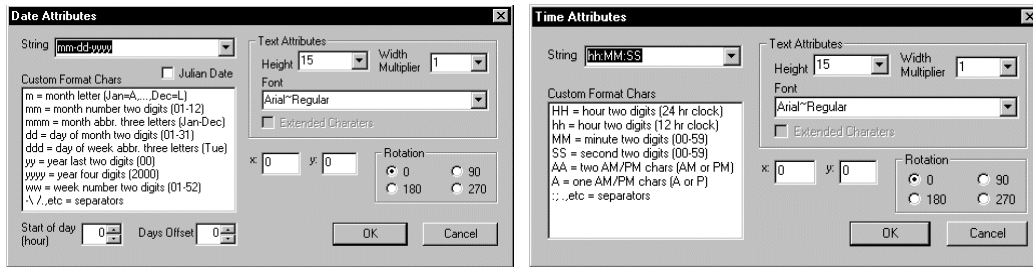 Date Attributes
String mm-dd-yyyy
Julian Date
Custom Format Chars
m = month letter (Jan=A,...,Dec=L)
mm = month number two digits (01-12)
mmm = month abbr. three letters (Jan-Dec)
dd = day of month two digits (01-31)
ddd = day of week abbr. three letters (Tue)
yy = year last two digits (00)
yyyy = year four digits (2000)
ww = week number two digits (01-52)
-\ /.,etc = separators
Start of day (hour) 0
Days Offset 0
Text Attributes
Height 15
Width Multiplier 1
Font
Arial~Regular
Extended Charaters
x: 0 y: 0
Rotation
0 90
180 270
OK Cancel
Time Attributes
String hh:MM:SS
Custom Format Chars
HH = hour two digits (24 hr clock)
hh = hour two digits (12 hr clock)
MM = minute two digits (00-59)
SS = second two digits (00-59)
AA = two AM/PM chars (AM or PM)
A = one AM/PM chars (A or P)
:; .,etc = separators
Text Attributes
Height 15
Width Multiplier 1
Font
Arial~Regular
Extended Charaters
x: 0 y: 0
Rotation
0 90
180 270
OK Cancel